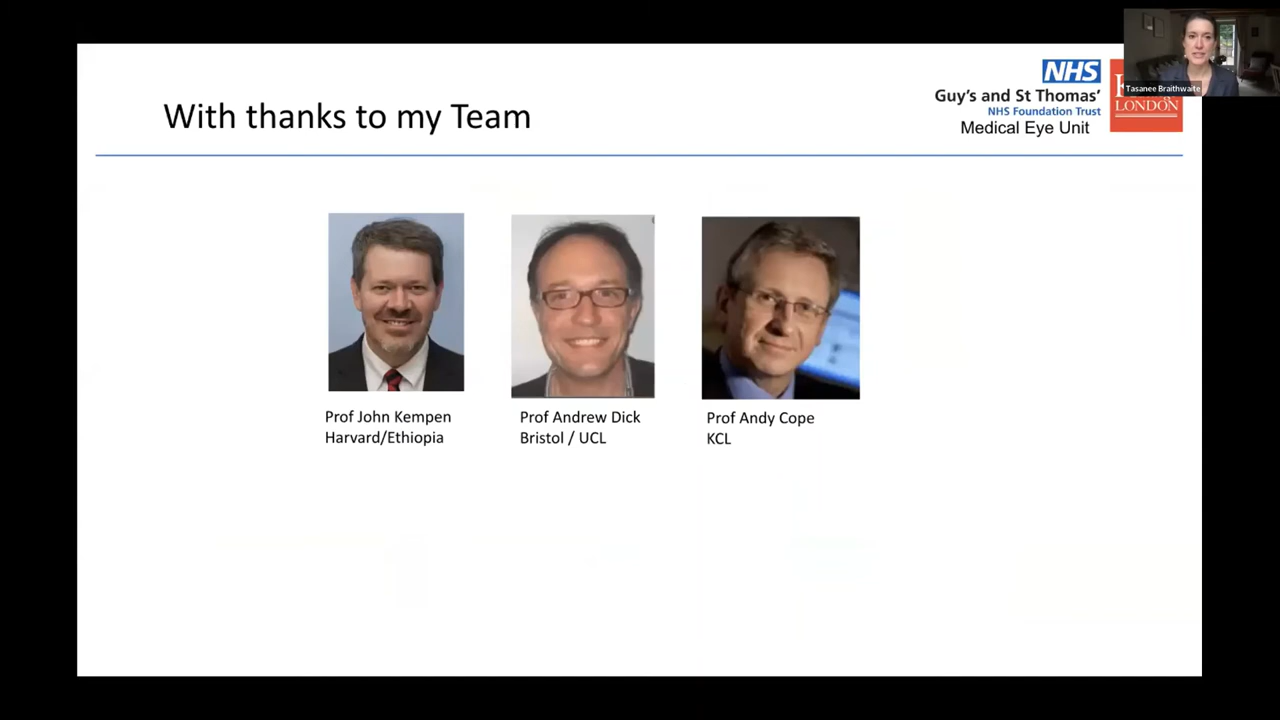 With thanks to my Team
NHS
Guy's and St Thomas'
NHS Foundation Trust
Medical Eye Unit
LONDON
Tasanee Braithwaite
Prof John Kempen
Harvard/Ethiopia
Prof Andrew Dick
Bristol / UCL
Prof Andy Cope
KCL